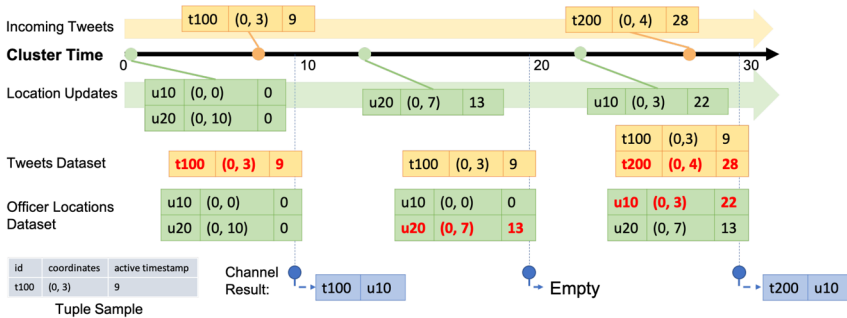 Incoming Tweets
t100 (0, 3) 9
t200 (0, 4) 28
Cluster Time
0 10 20 30
Location Updates
u10 (0, 0) 0
u20 (0, 10) 0
u20 (0, 7) 13
u10 (0, 3) 22
Tweets Dataset
t100 (0, 3) 9
t100 (0, 3) 9
t100 (0,3) 9
t200 (0, 4) 28
Officer Locations
Dataset
u10 (0, 0) 0
u20 (0, 10) 0
u10 (0, 0) 0
u20 (0, 7) 13
u10 (0, 3) 22
u20 (0, 7) 13
id coordinates active timestamp
t100 (0, 3) 9
Tuple Sample
Channel
Result:
t100 u10
Empty
t200 u10